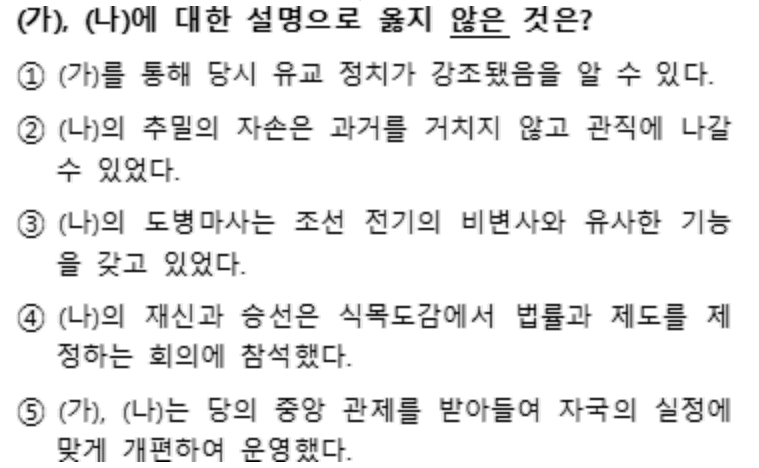 (가), (나)에 대한 설명으로 옳지 않은 것은?
① (가)를 통해 당시 유교 정치가 강조됐음을 알 수 있다.
② (나)의 추밀의 자손은 과거를 거치지 않고 관직에 나갈
수 있었다.
③ (나)의 도병마사는 조선 전기의 비변사와 유사한 기능
을 갖고 있었다.
④ (나)의 재신과 승선은 식목도감에서 법률과 제도를 제
정하는 회의에 참석했다.
⑤ (가), (나)는 당의 중앙 관제를 받아들여 자국의 실정에
맞게 개편하여 운영했다.